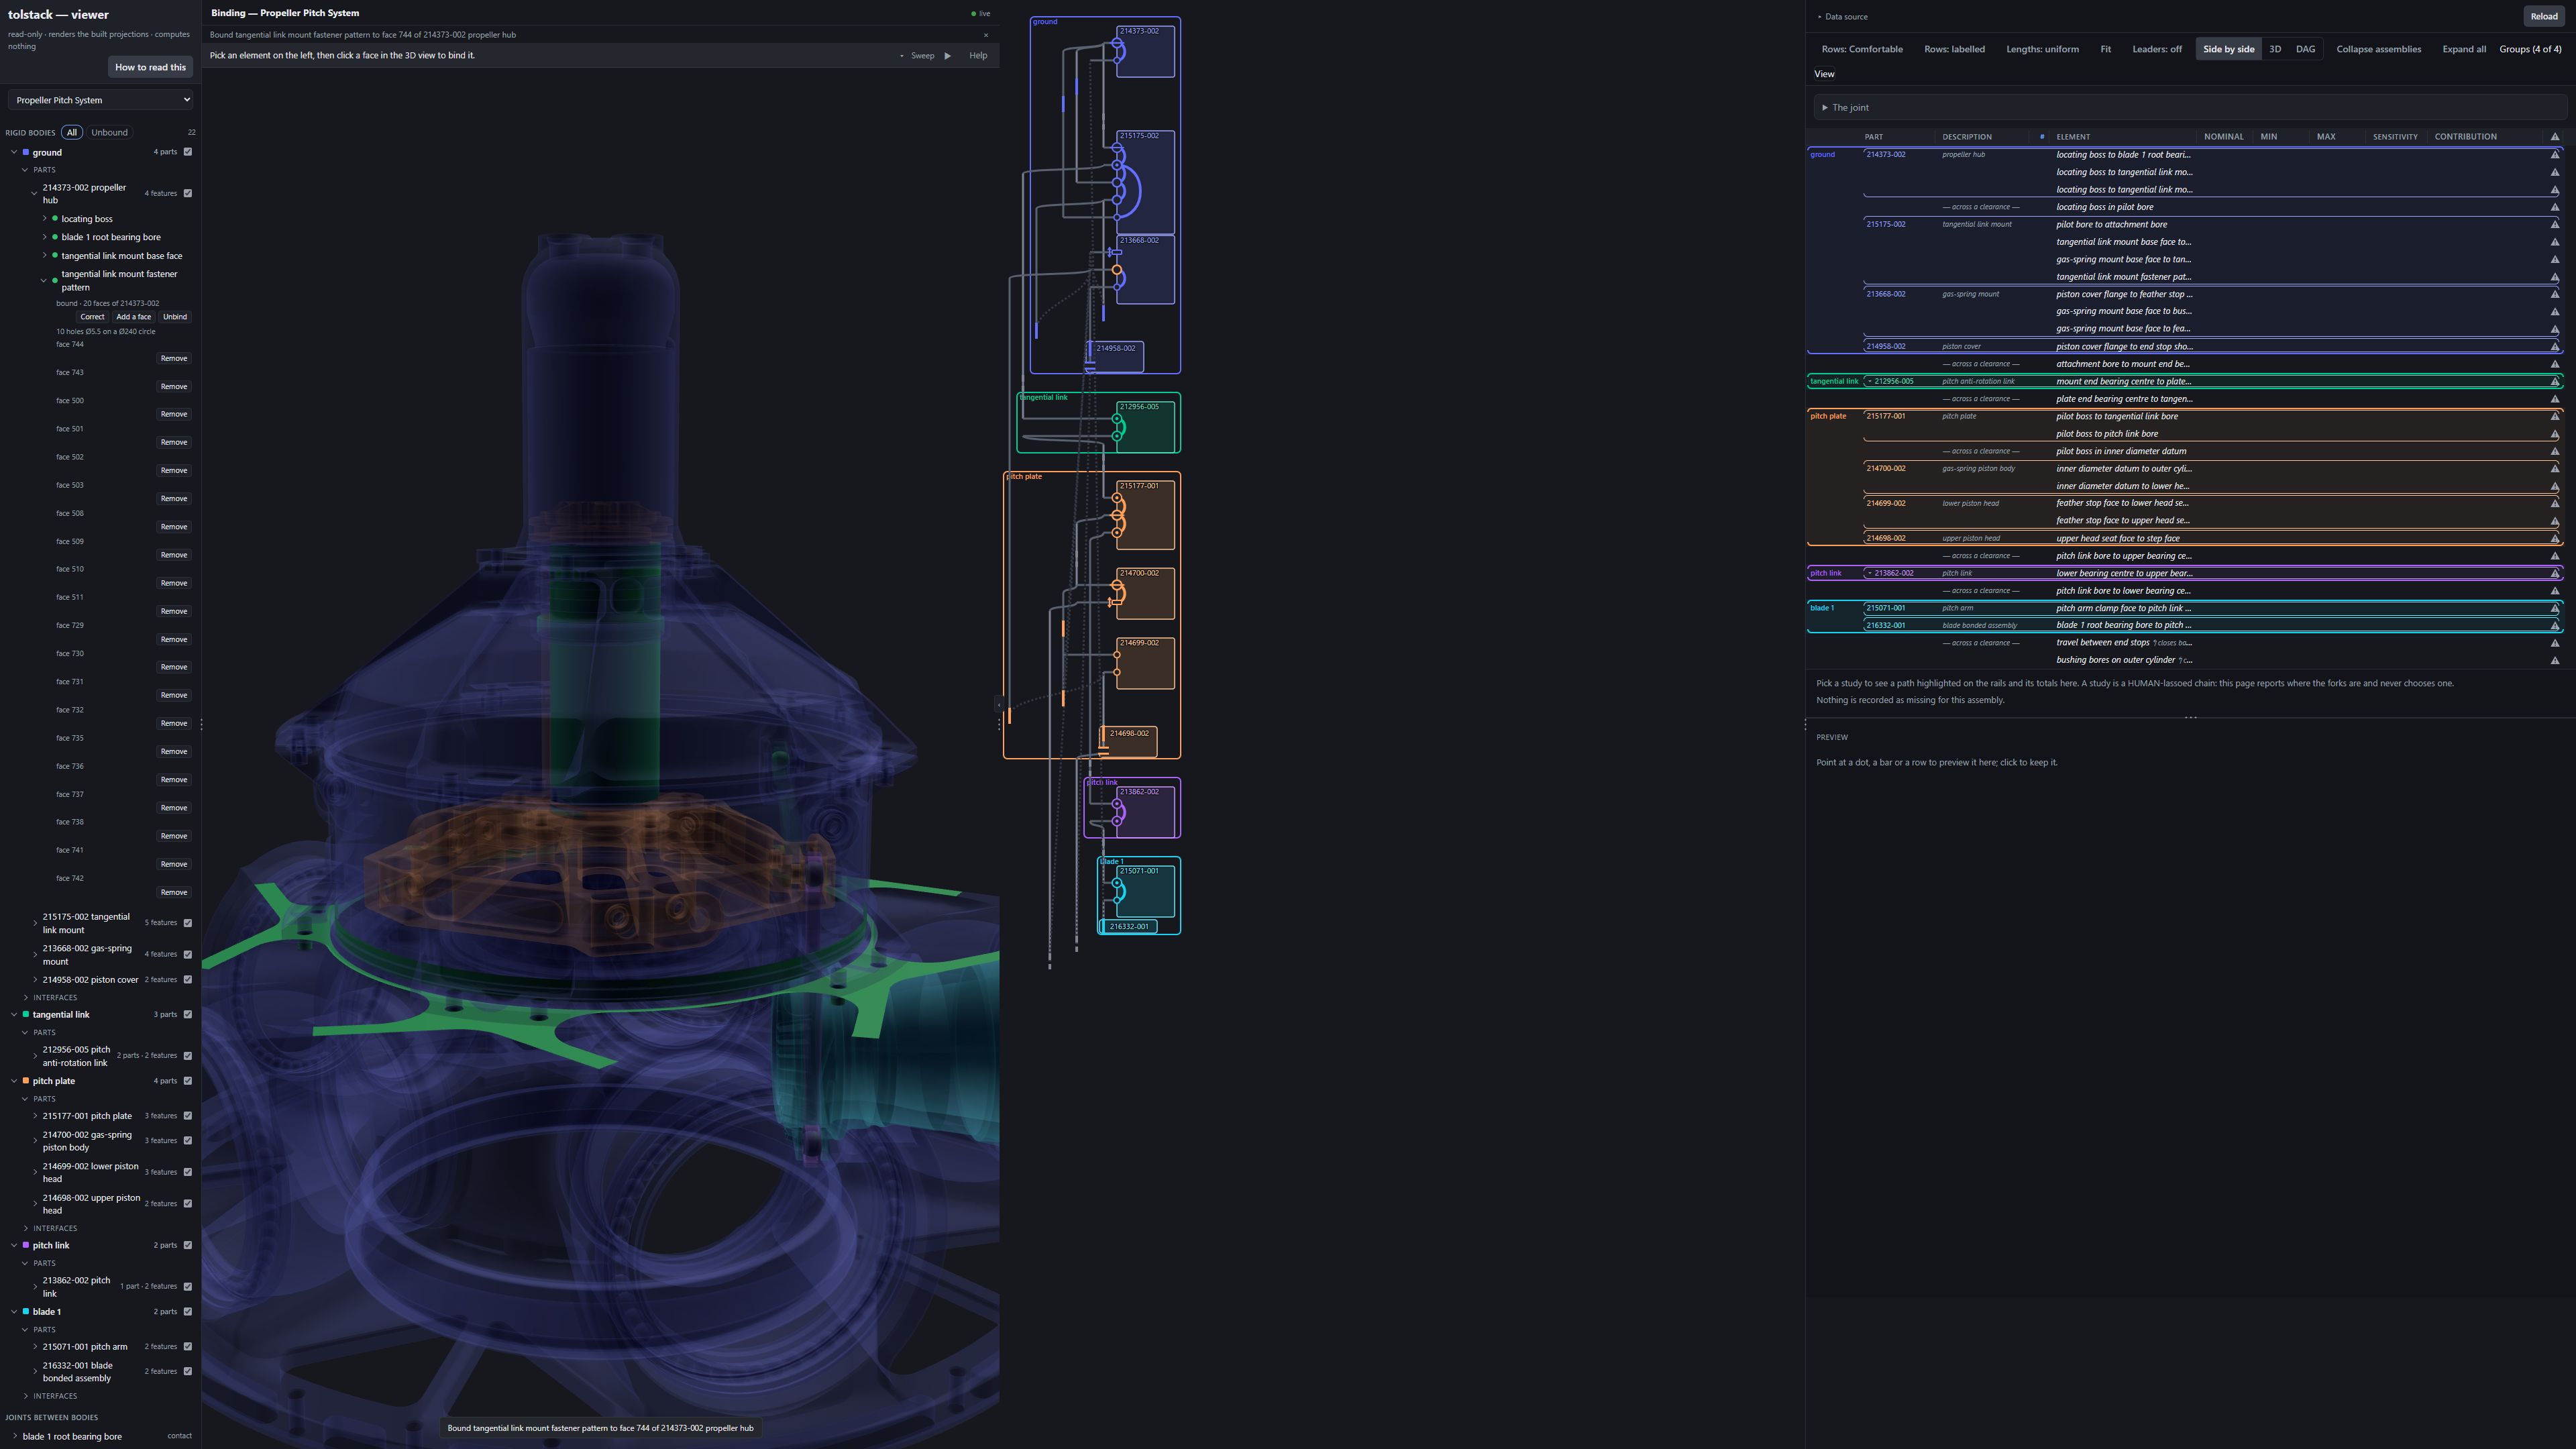 tolstack — viewer
read-only · renders the built projections · computes
nothing
How to read this
Propeller Pitch System
RIGID BODIES All Unbound 22
ground 4 parts
PARTS
214373-002 propeller
hub
4 features
locating boss
blade 1 root bearing bore
tangential link mount base face
tangential link mount fastener
pattern
bound · 20 faces of 214373-002
Correct Add a face Unbind
10 holes Ø5.5 on a Ø240 circle
face 744
Remove
face 743
Remove
face 500
Remove
face 501
Remove
face 502
Remove
face 503
Remove
face 508
Remove
face 509
Remove
face 510
Remove
face 511
Remove
face 729
Remove
face 730
Remove
face 731
Remove
face 732
Remove
face 735
Remove
face 736
Remove
face 737
Remove
face 738
Remove
face 741
Remove
face 742
Remove
215175-002 tangential
link mount
5 features
213668-002 gas-spring
mount
4 features
214958-002 piston cover 2 features
INTERFACES
tangential link 3 parts
PARTS
212956-005 pitch
anti-rotation link
2 parts · 2 features
pitch plate 4 parts
PARTS
215177-001 pitch plate 3 features
214700-002 gas-spring
piston body
3 features
214699-002 lower piston
head
3 features
214698-002 upper piston
head
2 features
INTERFACES
pitch link 2 parts
PARTS
213862-002 pitch
link
1 part · 2 features
blade 1 2 parts
PARTS
215071-001 pitch arm 2 features
216332-001 blade
bonded assembly
2 features
INTERFACES
JOINTS BETWEEN BODIES
blade 1 root bearing bore contact
Binding — Propeller Pitch System live
Bound tangential link mount fastener pattern to face 744 of 214373-002 propeller hub ×
Pick an element on the left, then click a face in the 3D view to bind it. Sweep Help
Bound tangential link mount fastener pattern to face 744 of 214373-002 propeller hub
ground
214373-002
215175-002
213668-002
214958-002
tangential link
212956-005
pitch plate
215177-001
214700-002
214699-002
214698-002
pitch link
213862-002
blade 1
215071-001
216332-001
Data source Reload
Rows: Comfortable Rows: labelled Lengths: uniform Fit Leaders: off Side by side 3D DAG Collapse assemblies Expand all Groups (4 of 4)
View
The joint
PART DESCRIPTION # ELEMENT NOMINAL MIN MAX SENSITIVITY CONTRIBUTION
ground 214373-002 propeller hub locating boss to blade 1 root beari...
locating boss to tangential link mo...
locating boss to tangential link mo...
— across a clearance — locating boss in pilot bore
215175-002 tangential link mount pilot bore to attachment bore
tangential link mount base face to...
gas-spring mount base face to tan...
tangential link mount fastener pat...
213668-002 gas-spring mount piston cover flange to feather stop ...
gas-spring mount base face to bus...
gas-spring mount base face to fea...
214958-002 piston cover piston cover flange to end stop sho...
— across a clearance — attachment bore to mount end be...
tangential link 212956-005 pitch anti-rotation link mount end bearing centre to plate...
— across a clearance — plate end bearing centre to tangen...
pitch plate 215177-001 pitch plate pilot boss to tangential link bore
pilot boss to pitch link bore
— across a clearance — pilot boss in inner diameter datum
214700-002 gas-spring piston body inner diameter datum to outer cyli...
inner diameter datum to lower he...
214699-002 lower piston head feather stop face to lower head se...
feather stop face to upper head se...
214698-002 upper piston head upper head seat face to step face
— across a clearance — pitch link bore to upper bearing ce...
pitch link 213862-002 pitch link lower bearing centre to upper bear...
— across a clearance — pitch link bore to lower bearing ce...
blade 1 215071-001 pitch arm pitch arm clamp face to pitch link ...
216332-001 blade bonded assembly blade 1 root bearing bore to pitch ...
— across a clearance — travel between end stops closes ba...
bushing bores on outer cylinder
Pick a study to see a path highlighted on the rails and its totals here. A study is a HUMAN-lassoed chain: this page reports where the forks are and never chooses one.
Nothing is recorded as missing for this assembly.
PREVIEW
Point at a dot, a bar or a row to preview it here; click to keep it.